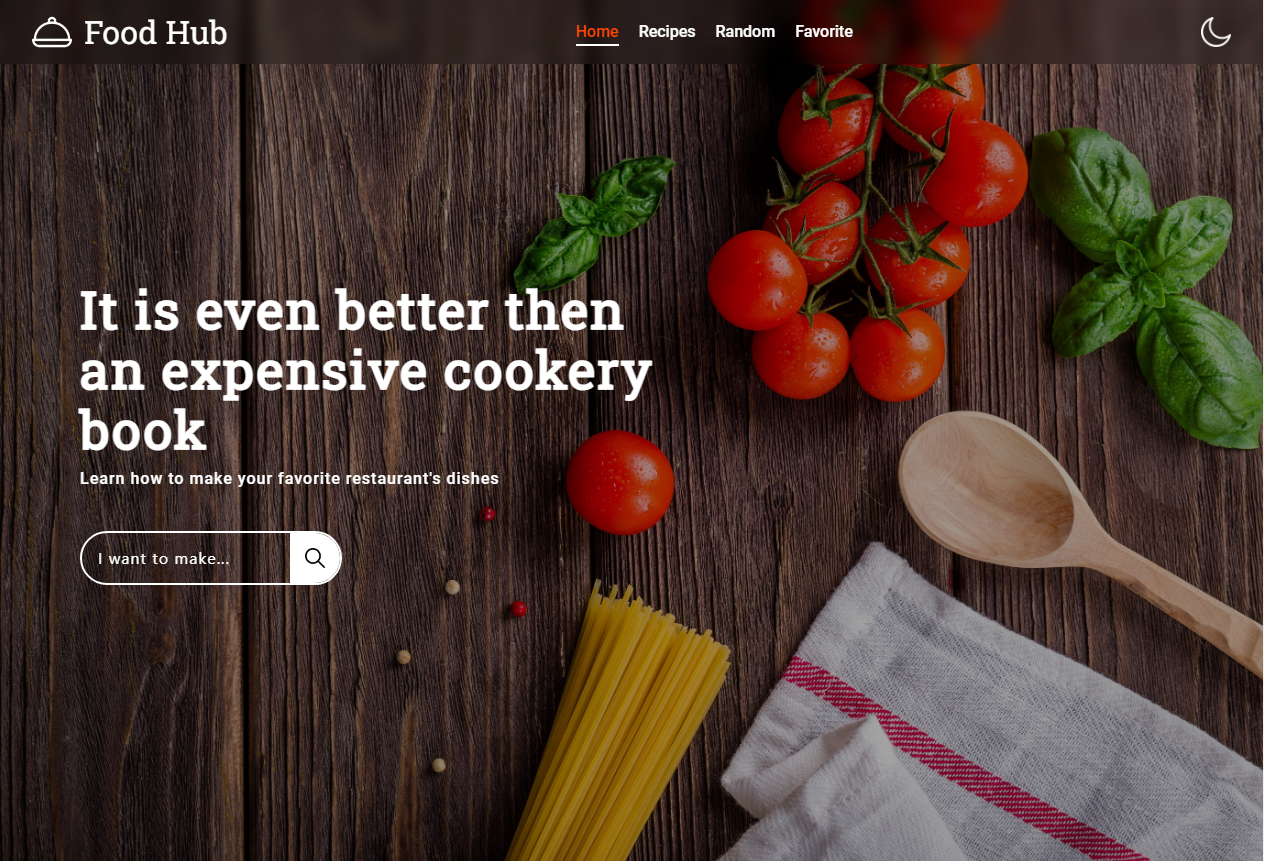 Food Hub
Home Recipes Random Favorite
It is even better then
an expensive cookery
book
Learn how to make your favorite restaurant's dishes
I want to make...